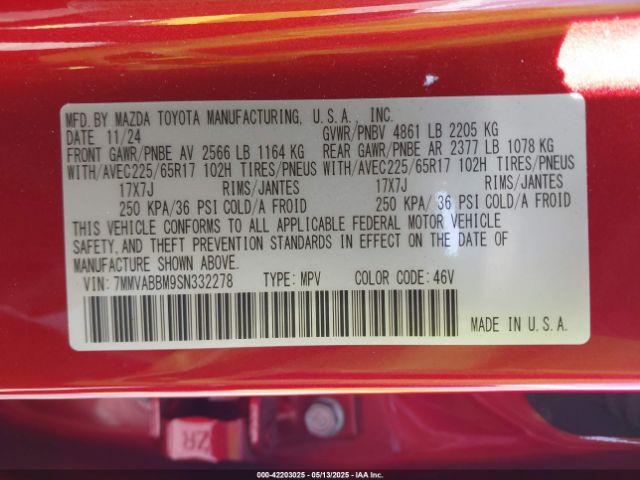 MFD. BY MAZDA TOYOTA MANUFACTURING, U.S.A., INC.
DATE 11/24 GVWR/PNBV 4861 LB 2205 KG
FRONT GAWR/PNBE AV 2566 LB 1164 KG REAR GAWR/PNBE AR 2377 LB 1078 KG
WITH/AVEC225/65R17 102H TIRES/PNEUS WITH/AVEC225/65R17 102H TIRES/PNEUS
17X7J RIMS/JANTES 17X7J RIMS/JANTES
250 KPA/36 PSI COLD/A FROID 250 KPA/ 36 PSI COLD/A FROID
THIS VEHICLE CONFORMS TO ALL APPLICABLE FEDERAL MOTOR VEHICLE
SAFETY, AND THEFT PREVENTION STANDARDS IN EFFECT ON THE DATE OF
MANUFACTURE SHOWN ABOVE.
VIN: 7MMVABBM9SN332278 TYPE: MPV COLOR CODE: 46V
MADE IN U.S.A.
ZR
000-42203025 - 05/13/2025 - IAA Inc.